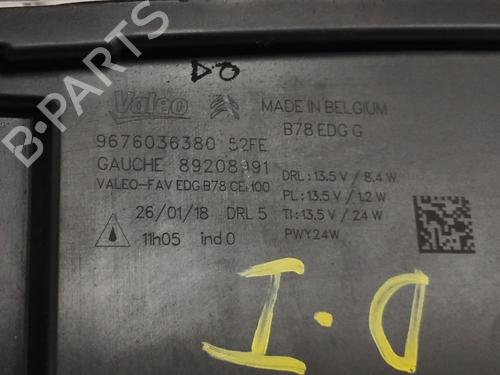 DD
Valeo
MADE IN BELGIUM
B78 EDG G
9676036380 52FE
GAUCHE 89208991
VALEO-FAV EDG B78 CEI 100
DRL : 13.5 V / 8.4 W
PL : 13.5 V / 1.2 W
TI : 13.5 V / 24 W
PWY24W
26/01/18 DRL 5
11h05 ind 0
D.I
B-PARTS